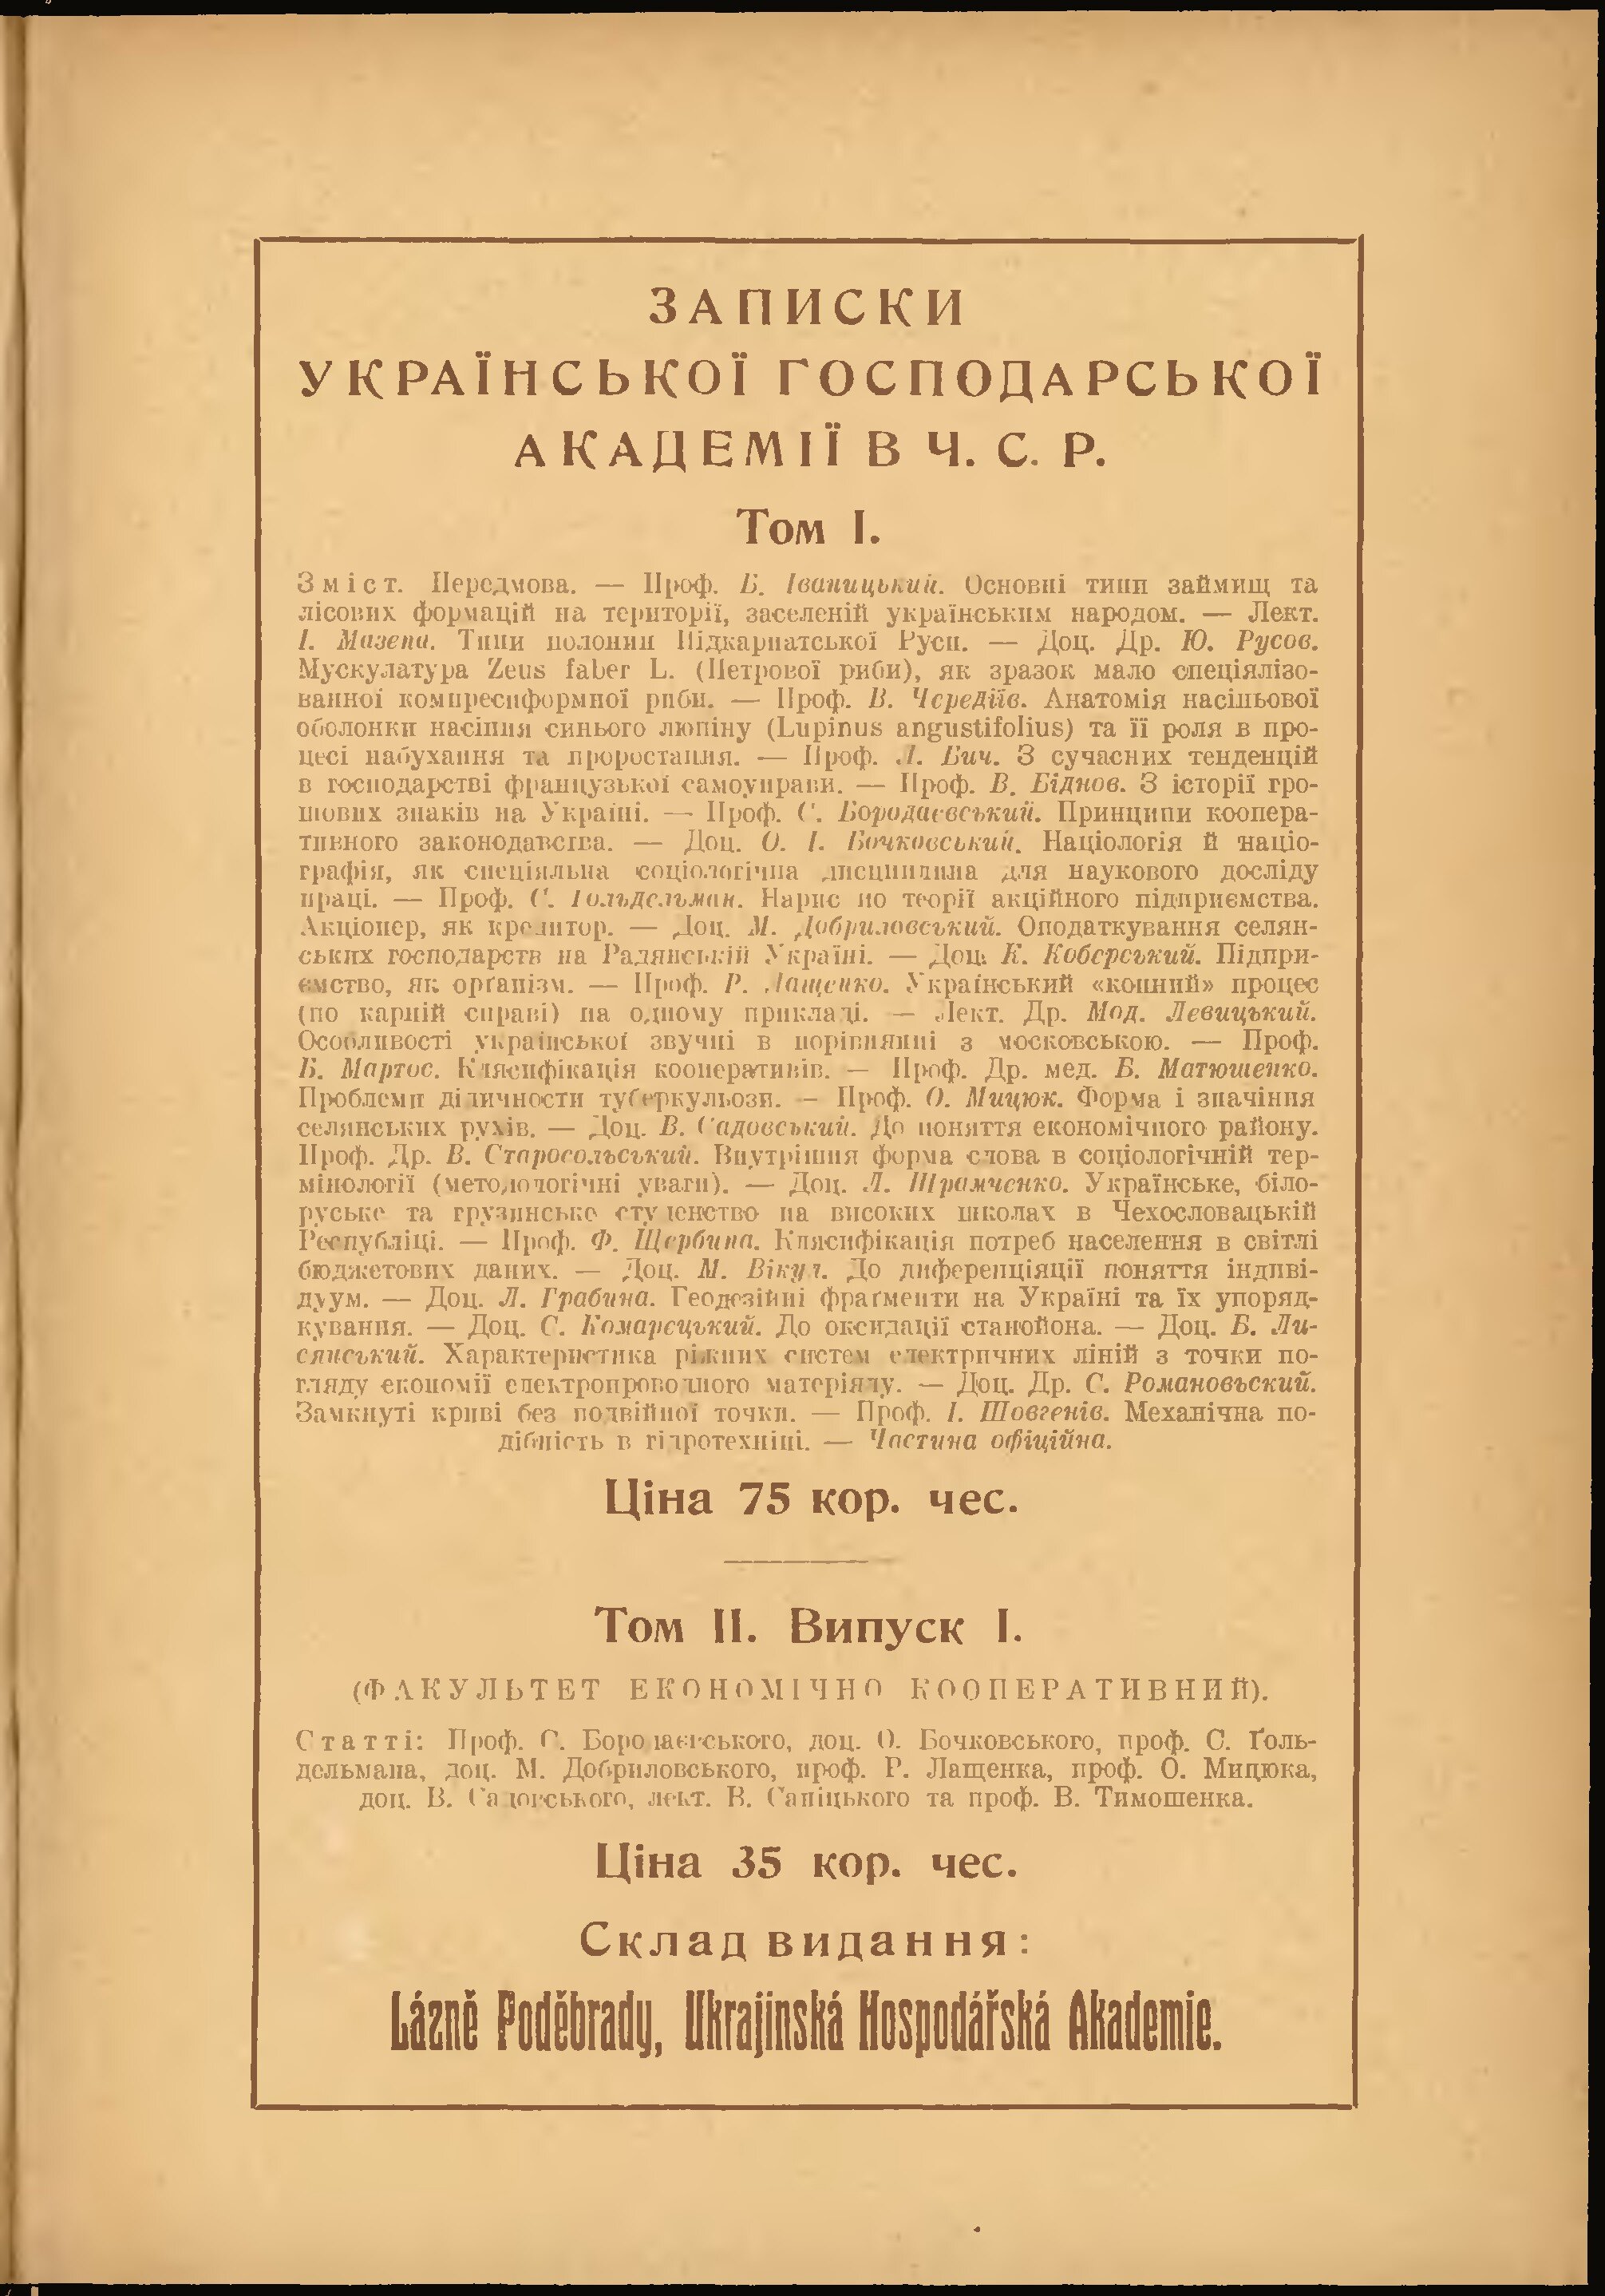 ЗАПИСКИ
УКРАЇНСЬКОЇ ГОСПОДАРСЬКОЇ
АКАДЕМІЇ В Ч. С. Р.
Том I.
Зміст. Передмова. — Проф. Б. Іваницький. Основні типи займищ та
лісових формацій на території, заселеній українським народом. — Лект.
І. Мазепа. Типи полонин Підкарпатської Руси. — Доц. Др. Ю. Русов.
Мускулатура Zeus faber L. (Петрової риби), як зразок мало спеціялізо-
ванної компресиформної риби. — Проф. В. Чередіїв. Анатомія насіньової
оболонки насіння синього люпіну (Lupinus angustifolius) та її роля в про-
цесі набухання та проростання. — Проф. Л. Бич. З сучасних тенденцій
в господарстві французької самоуправи. — Проф. В. Біднов. З історії гро-
шових знаків на Україні. — Проф. С. Бородаєвський. Принципи коопера-
тивного законодавства. — Доц. О. І. Бочковський. Націологія й націо-
графія, як спеціяльна соціологічна дисципліна для наукового досліду
праці. — Проф. С. Гольдельман. Нарис по теорії акційного підприємства.
Акціонер, як кредитор. — Доц. М. Добриловський. Оподаткування селян-
ських господарств на Радянській Україні. — Доц. К. Коберський. Підпри-
ємство, як організм. — Проф. Р. Лащенко. Український «копний» процес
(по карній справі) на одному прикладі. — Лект. Др. Мод. Левицький.
Особливості української звучні в порівнянні з московською. — Проф.
Б. Мартос. Клясифікація кооперативів. — Проф. Др. мед. Б. Матюшенко.
Проблеми дідичности туберкульози. — Проф. О. Мицюк. Форма і значіння
селянських рухів. — Доц. В. Садовський. До поняття економічного району.
Проф. Др. В. Старосольський. Внутрішня форма слова в соціологічній тер-
мінології (методологічні уваги). — Доц. Л. Шрамченко. Українське, біло-
руське та грузинське студенство на високих школах в Чехословацькій
Республіці. — Проф. Ф. Щербина. Клясифікація потреб населення в світлі
бюджетових даних. — Доц. М. Вікул. До диференціяції поняття індиві-
дуум. — Доц. Л. Грабина. Геодезійні фраґменти на Україні та їх упоряд-
кування. — Доц. С. Комарецький. До оксидації станойона. — Доц. Б. Ли-
сянський. Характеристика ріжних систем електричних ліній з точки по-
гляду економії електропроводного матеріялу. — Доц. Др. С. Романовьский.
Замкнуті криві без подвійної точки. — Проф. І. Шовгенів. Механічна по-
дібність в гідротехніці. — Частина офіційна.
Ціна 75 кор. чес.
Том II. Випуск I.
(ФАКУЛЬТЕТ ЕКОНОМІЧНО КООПЕРАТИВНИЙ).
Статті: Проф. С. Бородаєвського, доц. О. Бочковського, проф. С. Ґоль-
дельмана, доц. М. Добриловського, проф. Р. Лащенка, проф. О. Мицюка,
доц. В. Садовського, лект. В. Сапіцького та проф. В. Тимошенка.
Ціна 35 кор. чес.
Склад видання:
Lázně Poděbrady, Ukrajinská Hospodářská Akademie.